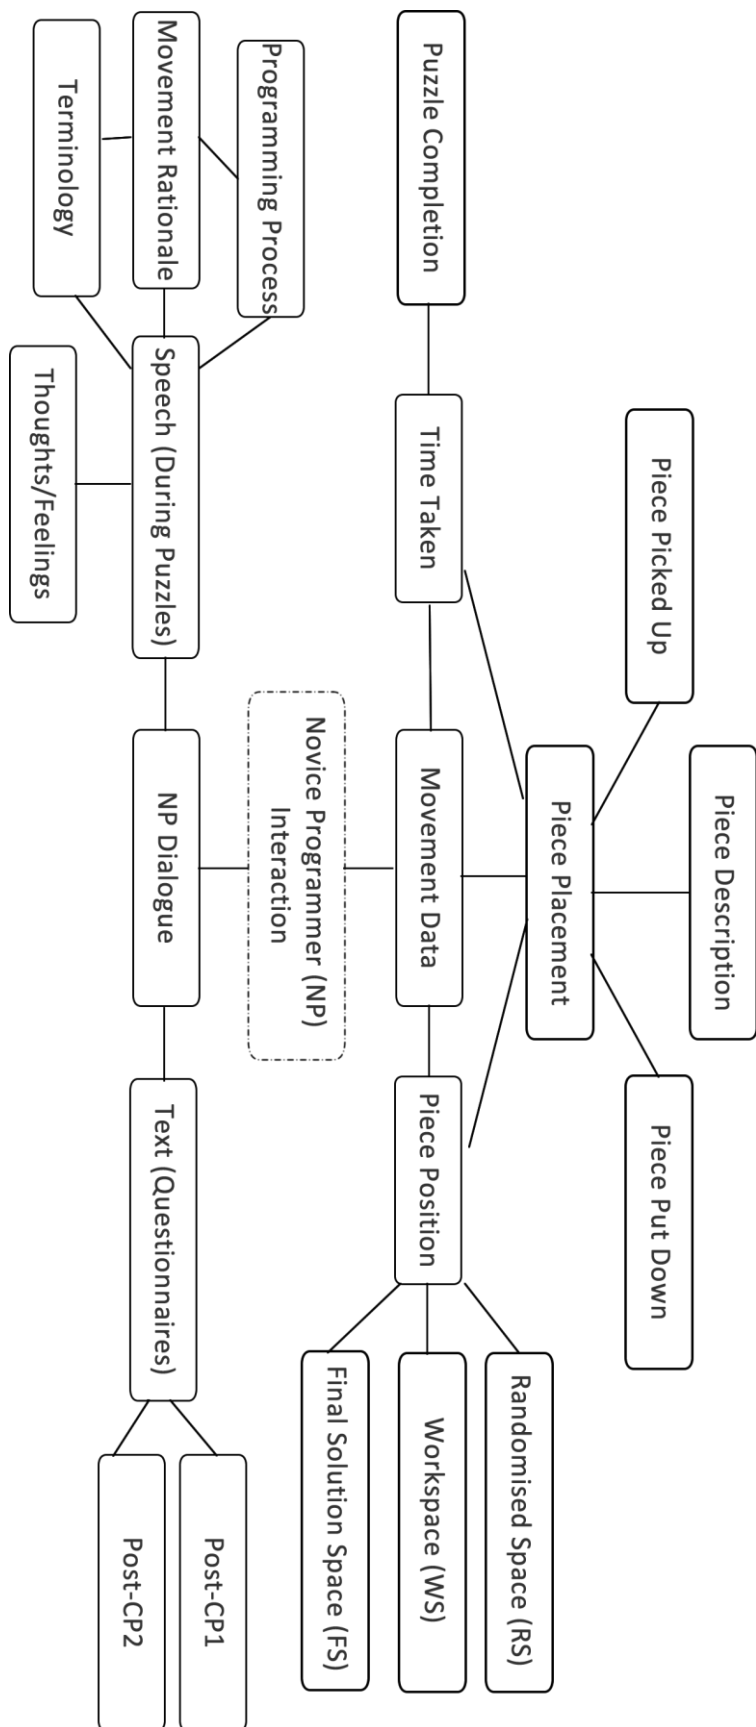 Piece Picked Up
Piece Description
Piece Put Down
Piece Placement
Puzzle Completion
Time Taken
Movement Data
Piece Position
Randomised Space (RS)
Workspace (WS)
Final Solution Space (FS)
Novice Programmer (NP)
Interaction
Programming Process
Movement Rationale
Terminology
Speech (During Puzzles)
Thoughts/Feelings
NP Dialogue
Text (Questionnaires)
Post-CP1
Post-CP2